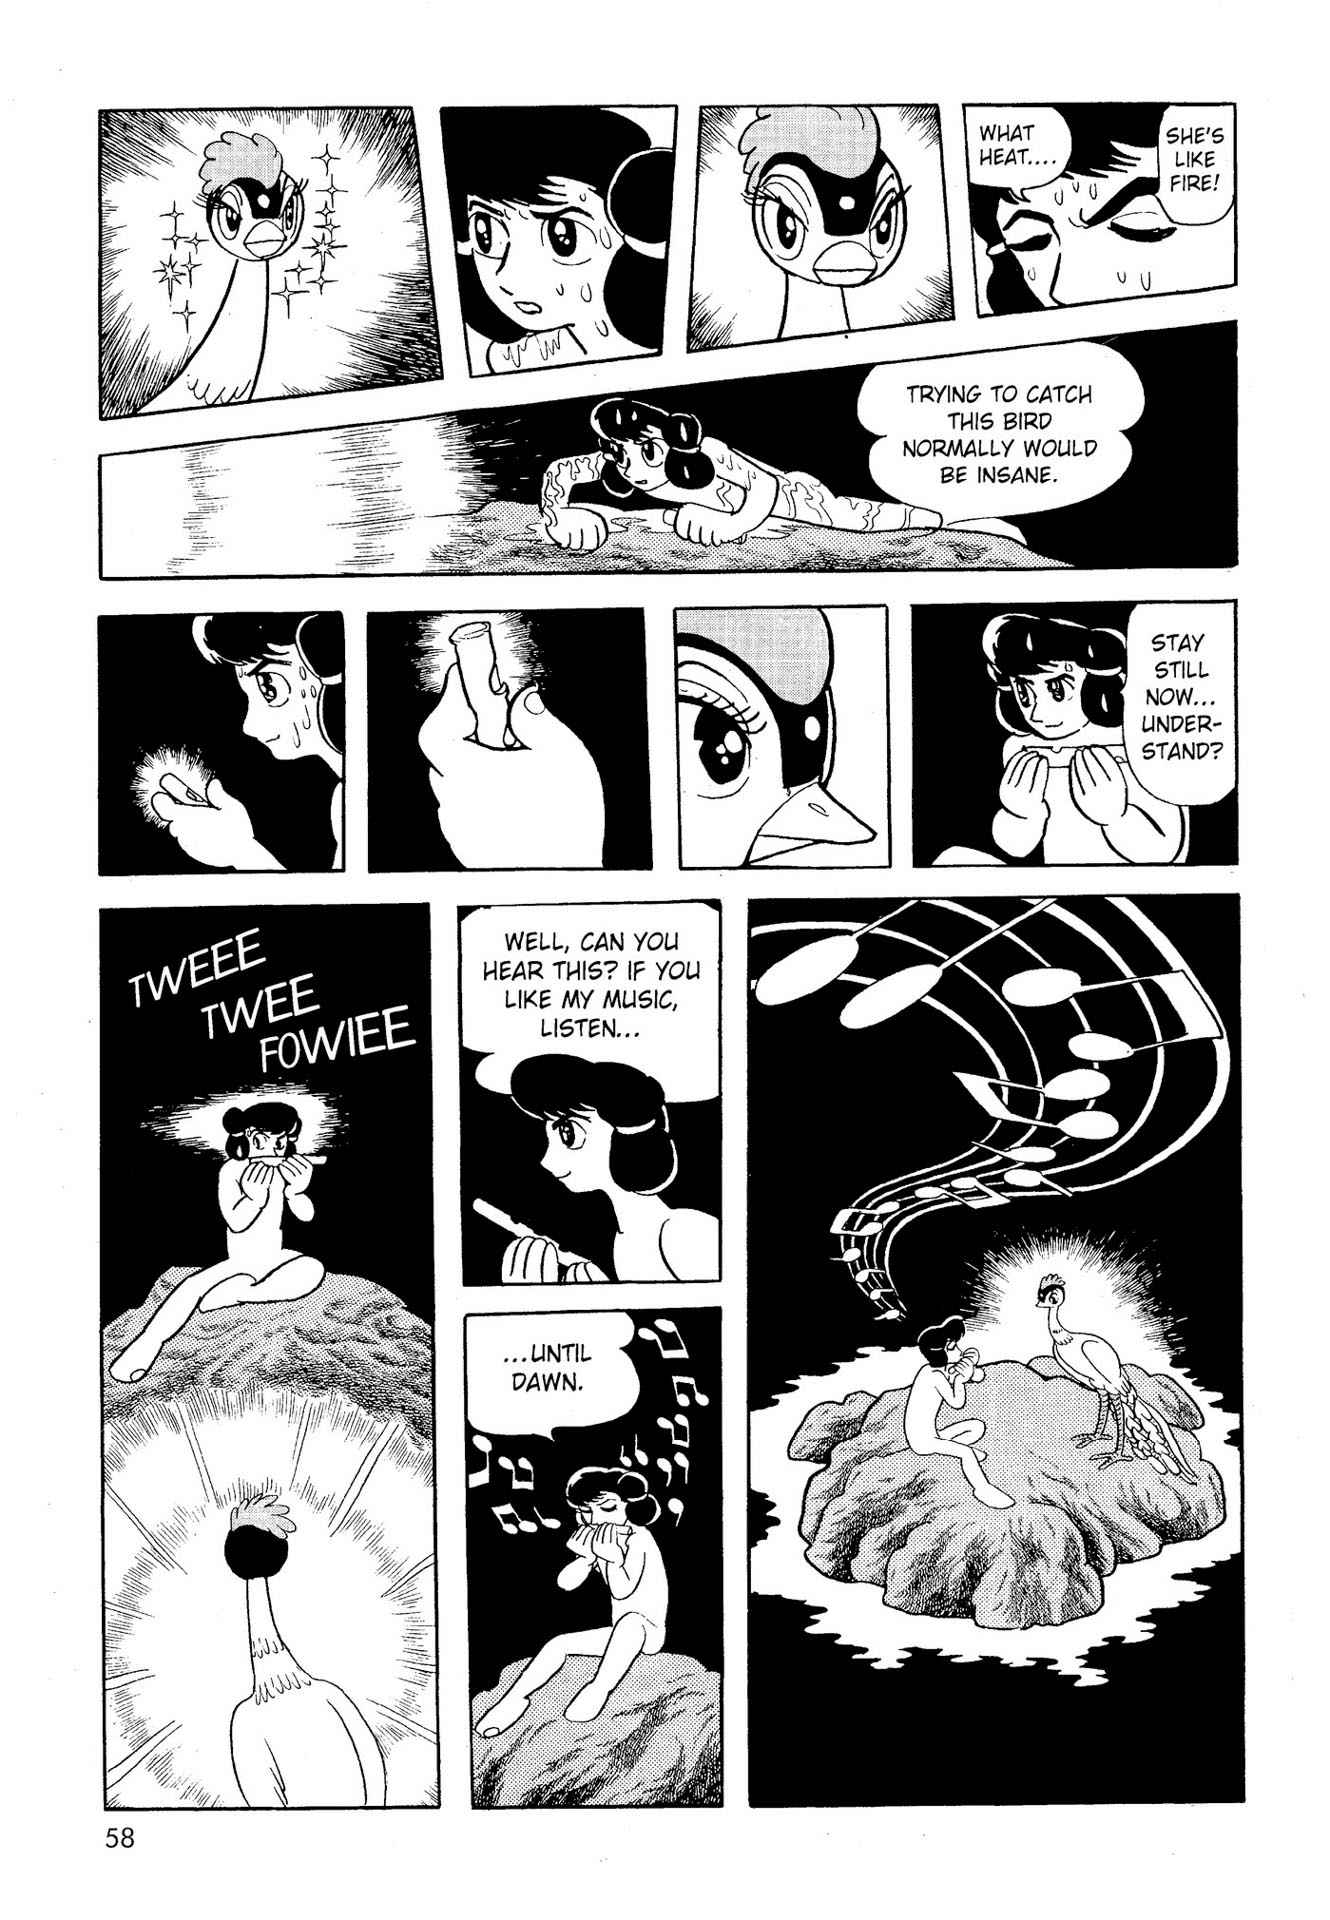 WHAT
HEAT....
SHE'S
LIKE
FIRE!
TRYING TO CATCH
THIS BIRD
NORMALLY WOULD
BE INSANE.
STAY
STILL
NOW...
UNDER-
STAND?
TWEEE
TWEE
FOWIEE
WELL, CAN YOU
HEAR THIS? IF YOU
LIKE MY MUSIC,
LISTEN...
...UNTIL
DAWN.
58